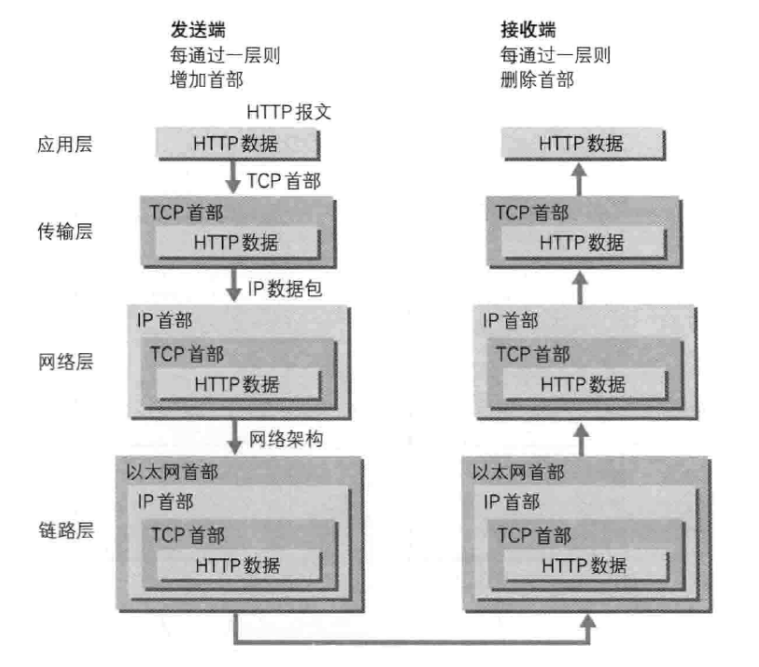 发送端
每通过一层则
增加首部
接收端
每通过一层则
删除首部
HTTP 报文
应用层
HTTP 数据
HTTP 数据
TCP 首部
传输层
TCP 首部
HTTP 数据
TCP 首部
HTTP 数据
IP 数据包
网络层
IP 首部
TCP 首部
HTTP 数据
IP 首部
TCP 首部
HTTP 数据
网络架构
链路层
以太网首部
IP 首部
TCP 首部
HTTP 数据
以太网首部
IP 首部
TCP 首部
HTTP 数据